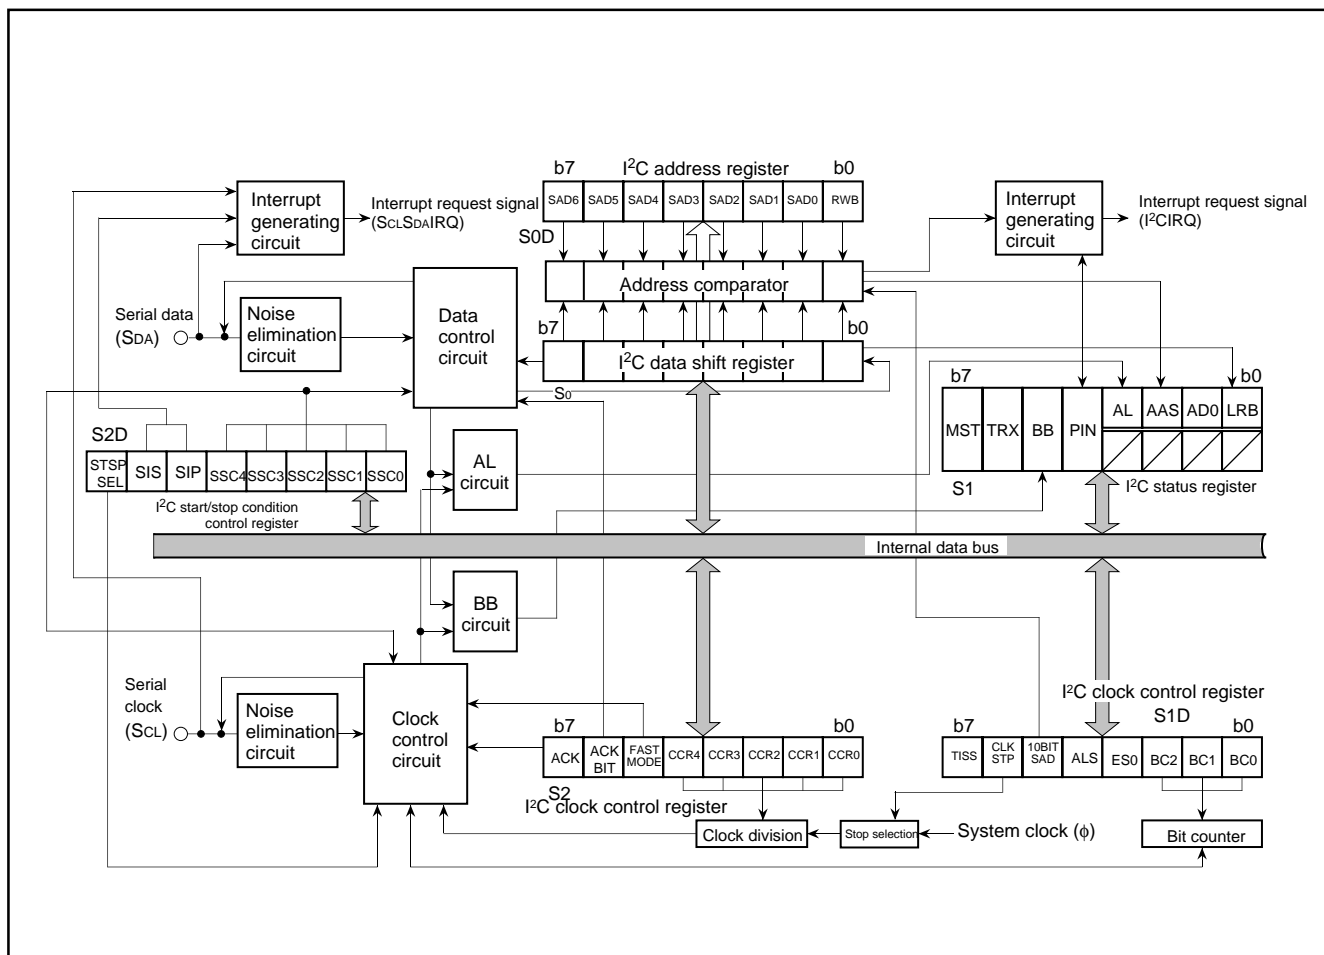 b7
I²C address register
b0
SAD6 SAD5 SAD4 SAD3 SAD2 SAD1 SAD0 RWB
S0D
Interrupt
generating
circuit
Interrupt request signal
(SCLSDAIRQ)
Interrupt
generating
circuit
Interrupt request signal
(I²CIRQ)
Address comparator
Serial data
(SDA)
Noise
elimination
circuit
Data
control
circuit
b7
b0
I²C data shift register
S0
b7
b0
MST TRX BB PIN AL AAS AD0 LRB
S1
I²C status register
S2D
STSP
SEL
SIS SIP SSC4 SSC3 SSC2 SSC1 SSC0
I²C start/stop condition
control register
AL
circuit
Internal data bus
BB
circuit
Serial
clock
(SCL)
Noise
elimination
circuit
Clock
control
circuit
b7
b0
ACK
ACK
BIT
FAST
MODE
CCR4 CCR3 CCR2 CCR1 CCR0
S2
I²C clock control register
I²C clock control register
S1D
b7
b0
TISS
CLK
STP
10BIT
SAD
ALS ES0 BC2 BC1 BC0
Clock division
Stop selection
System clock (ϕ)
Bit counter